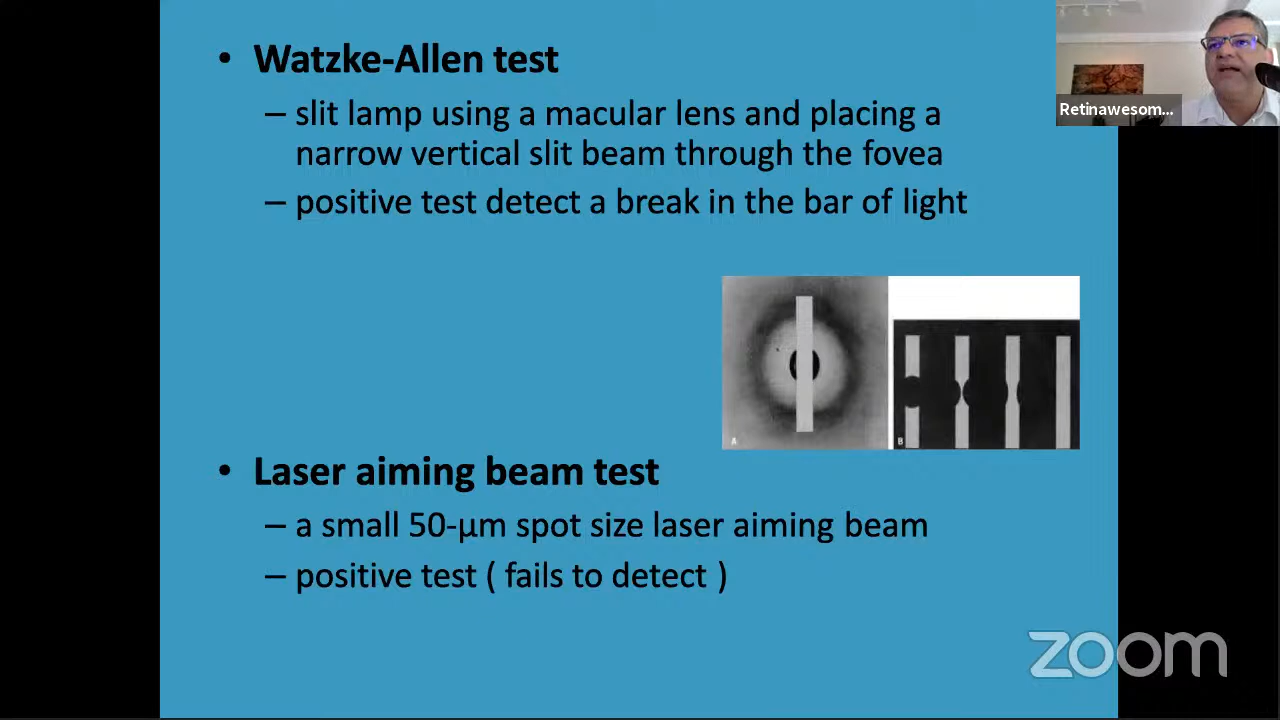 • Watzke-Allen test
– slit lamp using a macular lens and placing a
narrow vertical slit beam through the fovea
– positive test detect a break in the bar of light
A
B
• Laser aiming beam test
– a small 50-μm spot size laser aiming beam
– positive test ( fails to detect )
Retinawesom...
zoom